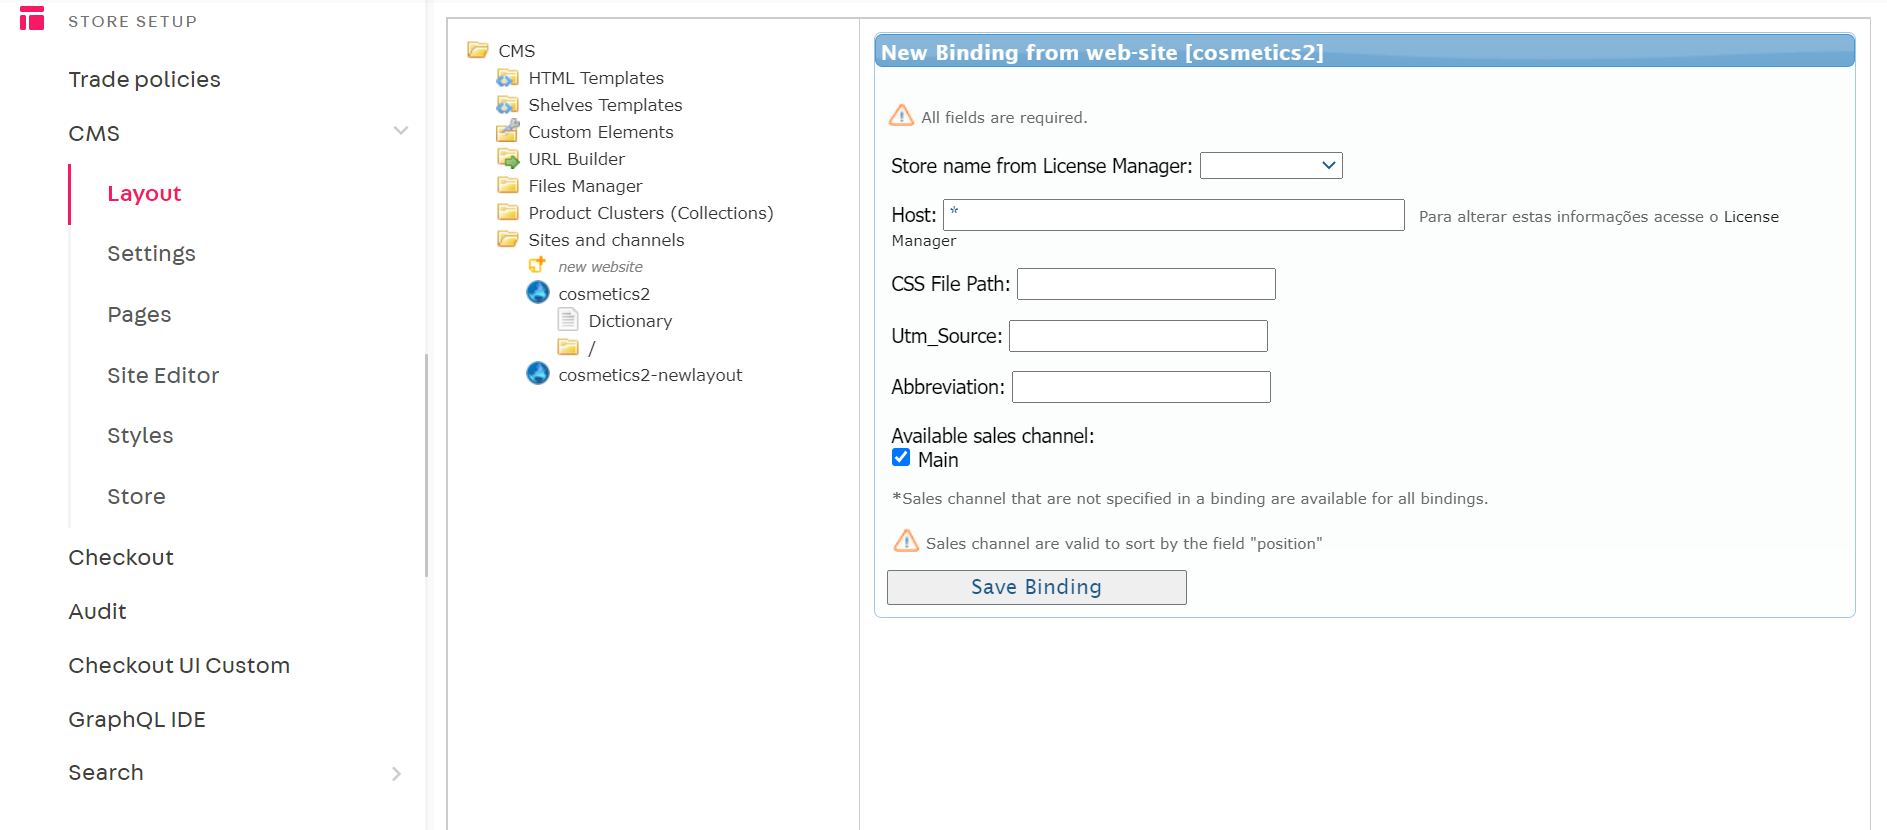 STORE SETUP
Trade policies
CMS
Layout
Settings
Pages
Site Editor
Styles
Store
Checkout
Audit
Checkout UI Custom
GraphQL IDE
Search
CMS
HTML Templates
Shelves Templates
Custom Elements
URL Builder
Files Manager
Product Clusters (Collections)
Sites and channels
new website
cosmetics2
Dictionary
/
cosmetics2-newlayout
New Binding from web-site [cosmetics2]
All fields are required.
Store name from License Manager:
Host: * Para alterar estas informações acesse o License
Manager
CSS File Path:
Utm_Source:
Abbreviation:
Available sales channel:
Main
*Sales channel that are not specified in a binding are available for all bindings.
Sales channel are valid to sort by the field "position"
Save Binding